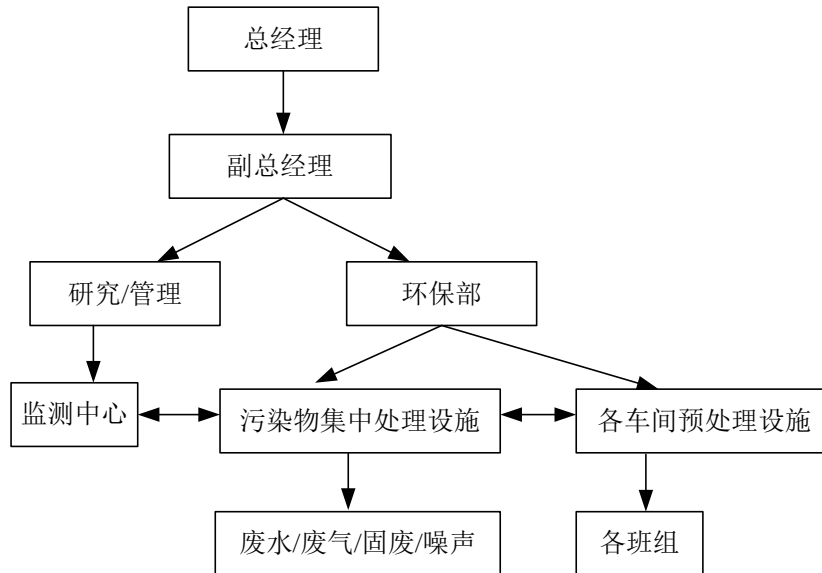 总经理
副总经理
研究/管理
环保部
监测中心
污染物集中处理设施
各车间预处理设施
废水/废气/固废/噪声
各班组